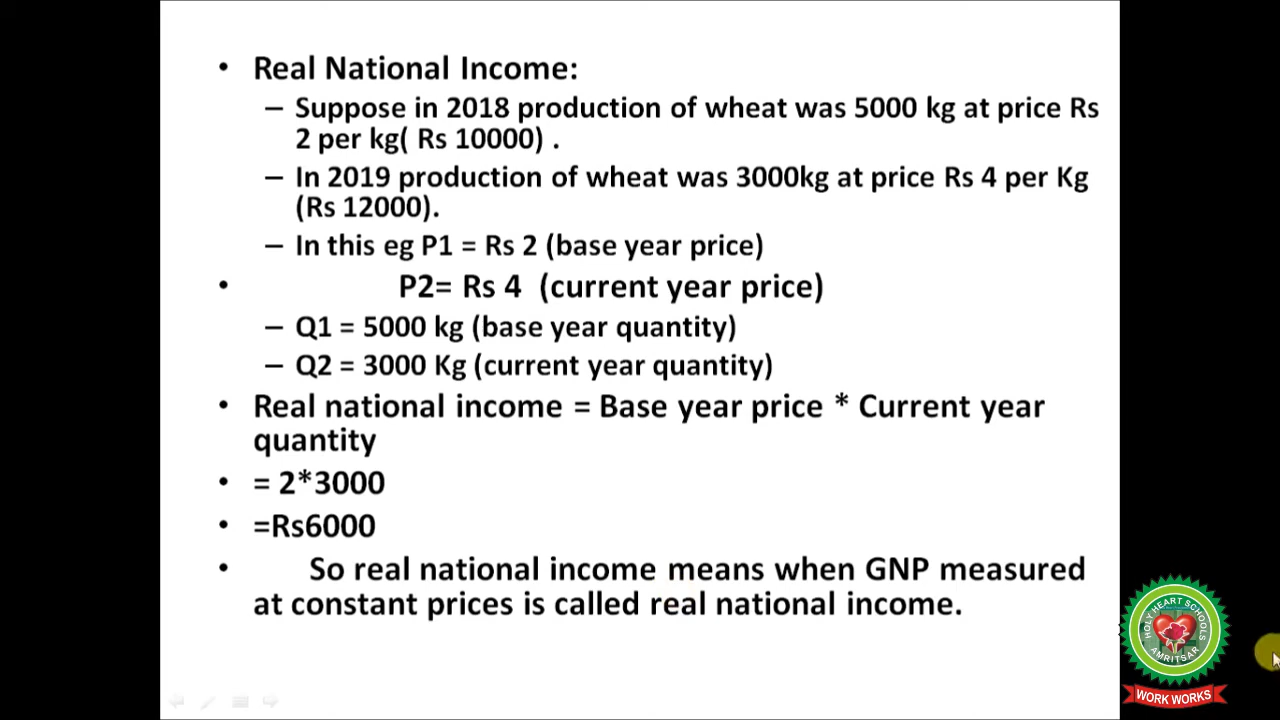 • Real National Income:
– Suppose in 2018 production of wheat was 5000 kg at price Rs
2 per kg( Rs 10000) .
– In 2019 production of wheat was 3000kg at price Rs 4 per Kg
(Rs 12000).
– In this eg P1 = Rs 2 (base year price)
• P2= Rs 4 (current year price)
– Q1 = 5000 kg (base year quantity)
– Q2 = 3000 Kg (current year quantity)
• Real national income = Base year price * Current year
quantity
• = 2*3000
• =Rs6000
• So real national income means when GNP measured
at constant prices is called real national income.
HOLY HEART SCHOOLS
AMRITSAR
WORK WORKS